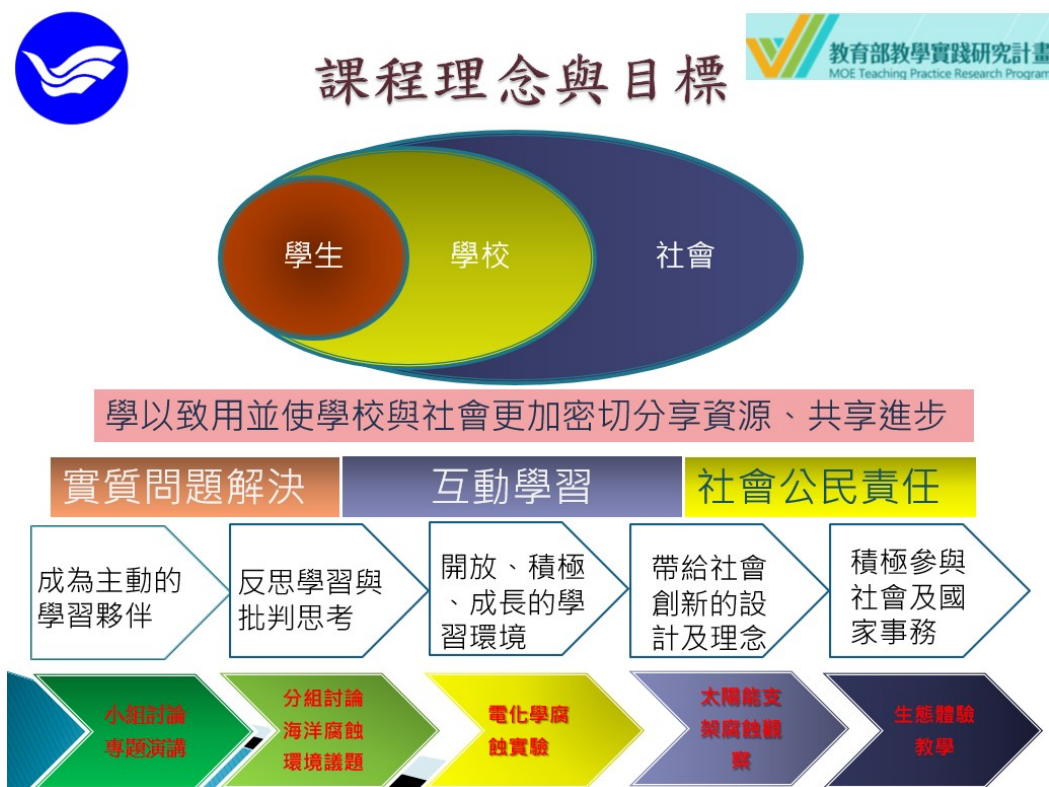 課程理念與目標
教育部教學實踐研究計畫
MOE Teaching Practice Research Program
學生
學校
社會
學以致用並使學校與社會更加密切分享資源、共享進步
實質問題解決
互動學習
社會公民責任
成為主動的
學習夥伴
反思學習與
批判思考
開放、積極
、成長的學
習環境
帶給社會
創新的設
計及理念
積極參與
社會及國
家事務
小組討論
專題演講
分組討論
海洋腐蝕
環境議題
電化學腐
蝕實驗
太陽能支
架腐蝕觀
察
生態體驗
教學